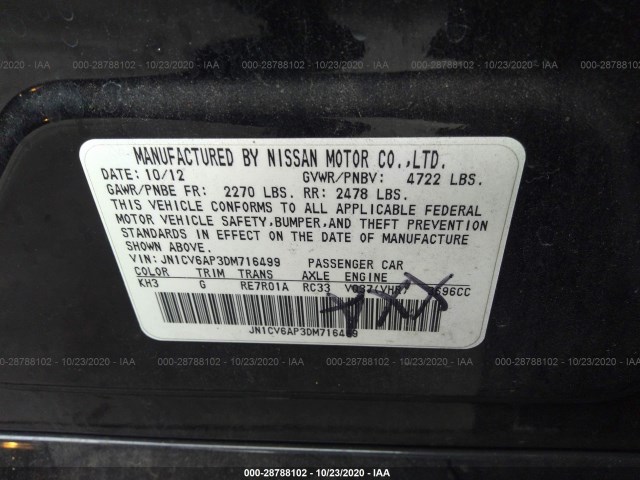 000-28788102 - 10/23/2020 - IAA
MANUFACTURED BY NISSAN MOTOR CO.,LTD.
DATE: 10/12 GVWR/PNBV: 4722 LBS.
GAWR/PNBE FR: 2270 LBS. RR: 2478 LBS.
THIS VEHICLE CONFORMS TO ALL APPLICABLE FEDERAL
MOTOR VEHICLE SAFETY, BUMPER, AND THEFT PREVENTION
STANDARDS IN EFFECT ON THE DATE OF MANUFACTURE
SHOWN ABOVE.
VIN: JN1CV6AP3DM716499 PASSENGER CAR
COLOR TRIM TRANS AXLE ENGINE
KH3 G RE7R01A RC33
JN1CV6AP3DM716499
000-28788102 - 10/23/2020 - IAA